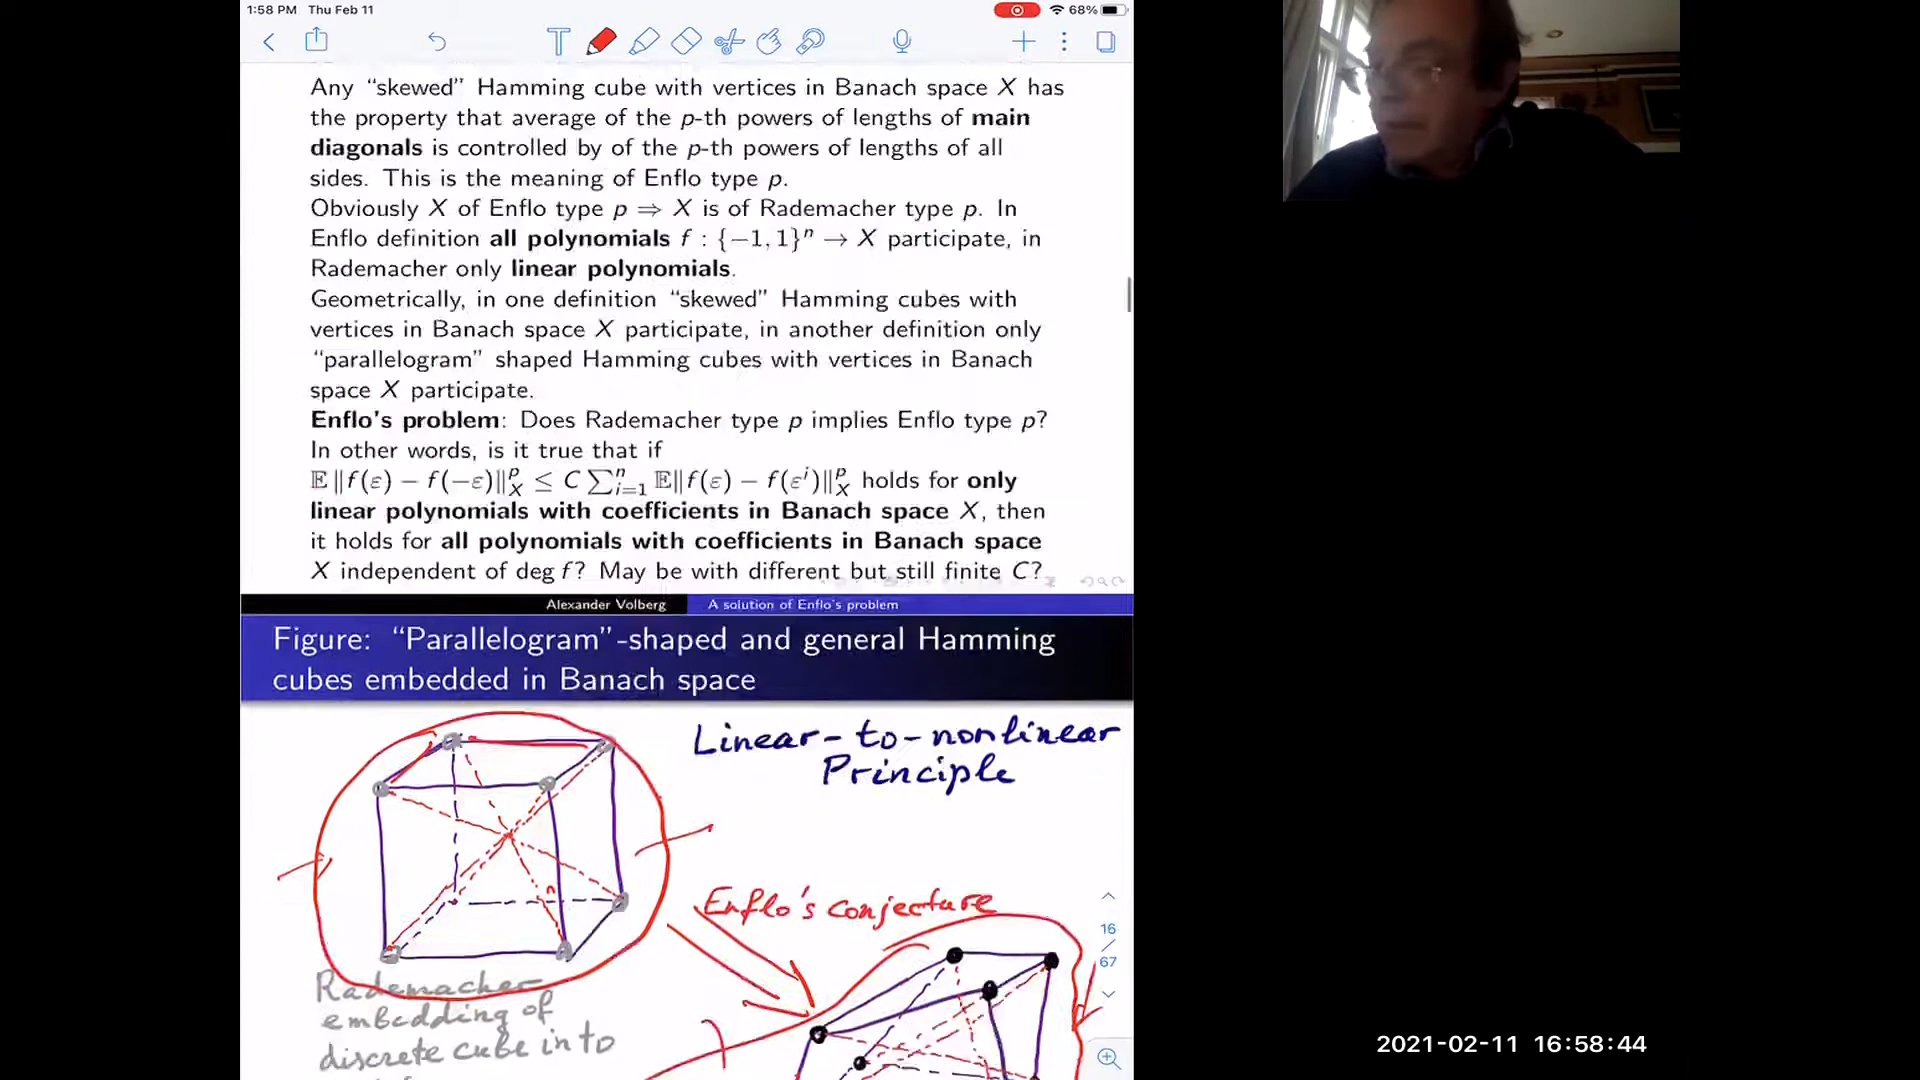 1:58 PM Thu Feb 11
68%
Any “skewed” Hamming cube with vertices in Banach space X has
the property that average of the p-th powers of lengths of main
diagonals is controlled by of the p-th powers of lengths of all
sides. This is the meaning of Enflo type p.
Obviously X of Enflo type p ⇒ X is of Rademacher type p. In
Enflo definition all polynomials f : {−1, 1}ⁿ → X participate, in
Rademacher only linear polynomials.
Geometrically, in one definition “skewed” Hamming cubes with
vertices in Banach space X participate, in another definition only
“parallelogram” shaped Hamming cubes with vertices in Banach
space X participate.
Enflo's problem: Does Rademacher type p implies Enflo type p?
In other words, is it true that if
𝔼‖f(ε) − f(−ε)‖_X^p ≤ C ∑_{i=1}^n 𝔼‖f(ε) − f(ε^i)‖_X^p holds for only
linear polynomials with coefficients in Banach space X, then
it holds for all polynomials with coefficients in Banach space
X independent of deg f? May be with different but still finite C?
Alexander Volberg A solution of Enflo's problem
Figure: “Parallelogram”-shaped and general Hamming
cubes embedded in Banach space
Linear-to-nonlinear
Principle
Enflo's conjecture
Rademacher
embedding of
discrete cube into
16
/
67
2021-02-11 16:58:44